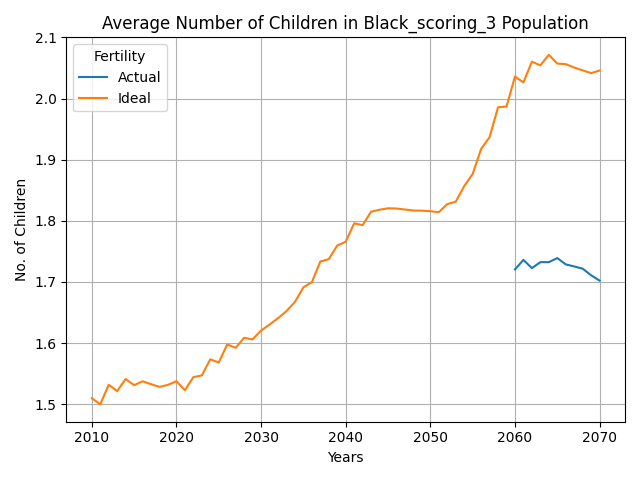 Average Number of Children in Black_scoring_3 Population
Fertility
Actual
Ideal
No. of Children
2.1
2.0
1.9
1.8
1.7
1.6
1.5
2010 2020 2030 2040 2050 2060 2070
Years